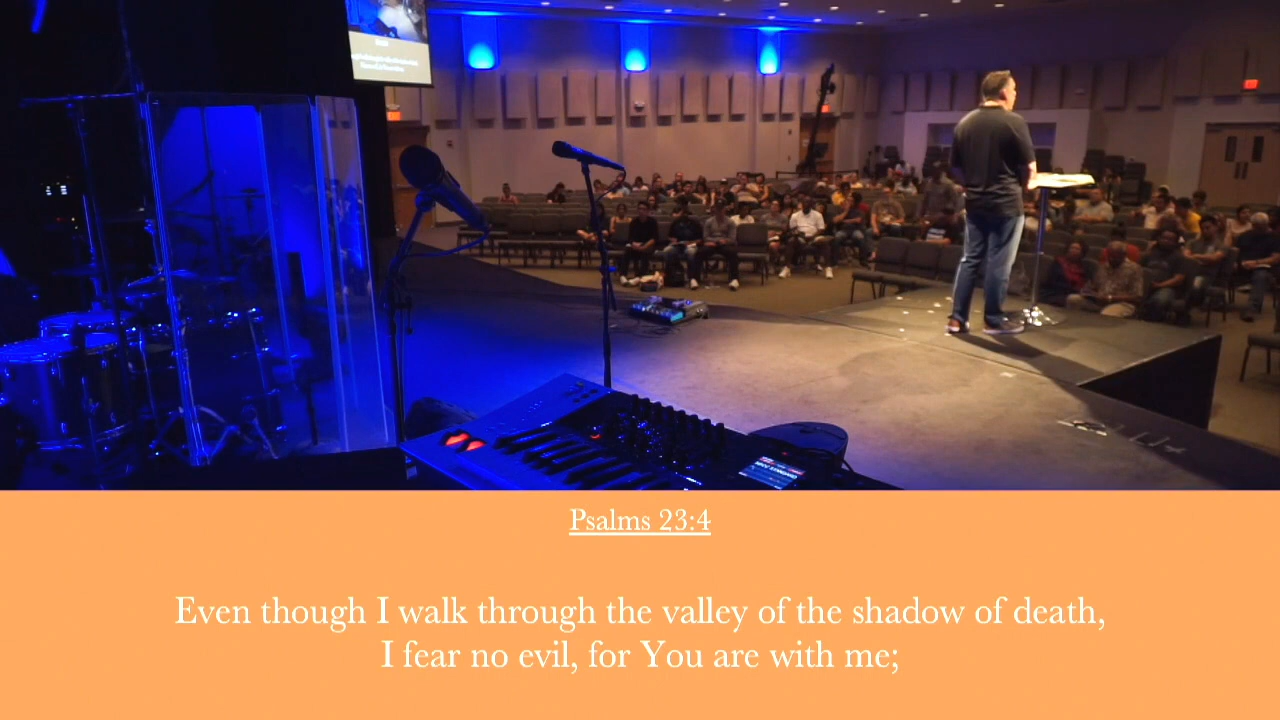 Psalms 23:4
Even though I walk through the valley of the shadow of death,
I fear no evil, for You are with me;